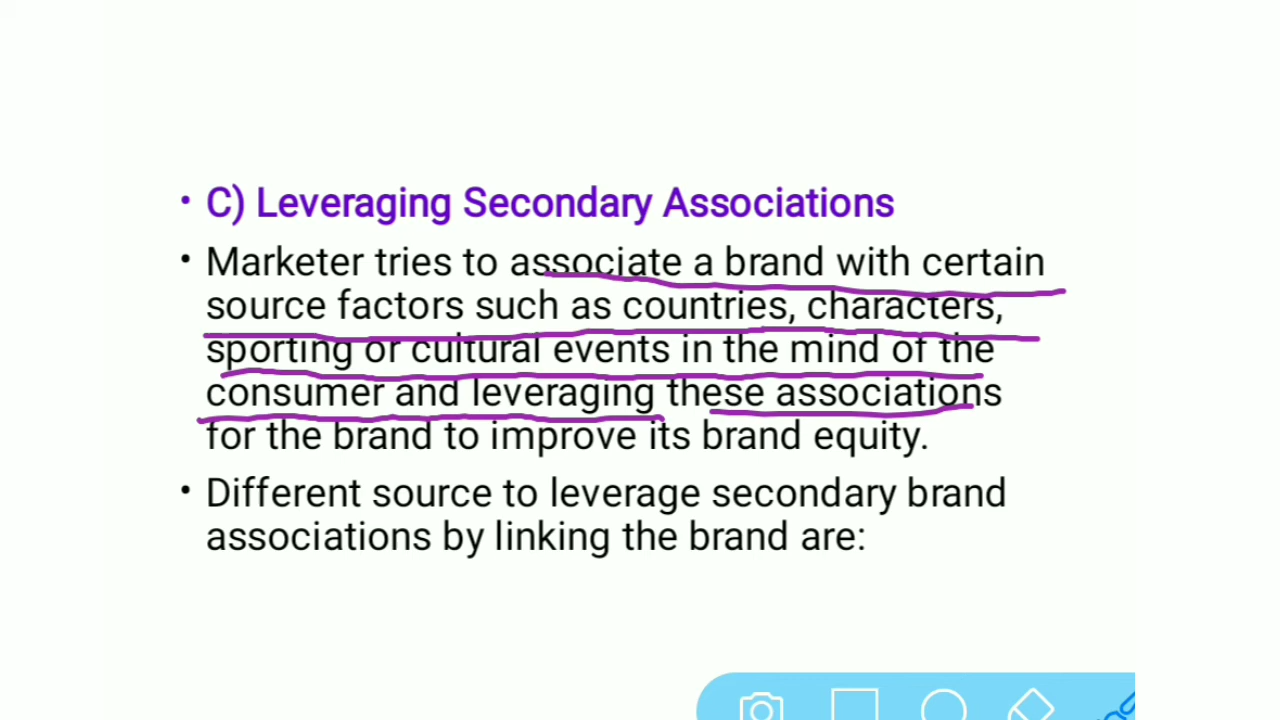 • C) Leveraging Secondary Associations
• Marketer tries to associate a brand with certain
source factors such as countries, characters,
sporting or cultural events in the mind of the
consumer and leveraging these associations
for the brand to improve its brand equity.
• Different source to leverage secondary brand
associations by linking the brand are: